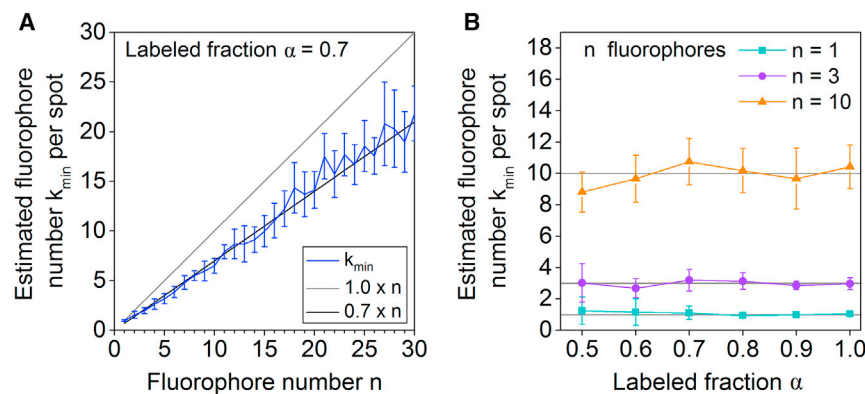 A
Labeled fraction α = 0.7
Estimated fluorophore
number k_min per spot
30
25
20
15
10
5
0
0 5 10 15 20 25 30
Fluorophore number n
k_min
1.0 x n
0.7 x n
B
n fluorophores
n = 1
n = 3
n = 10
Estimated fluorophore
number k_min per spot
18
16
14
12
10
8
6
4
2
0
0.5 0.6 0.7 0.8 0.9 1.0
Labeled fraction α